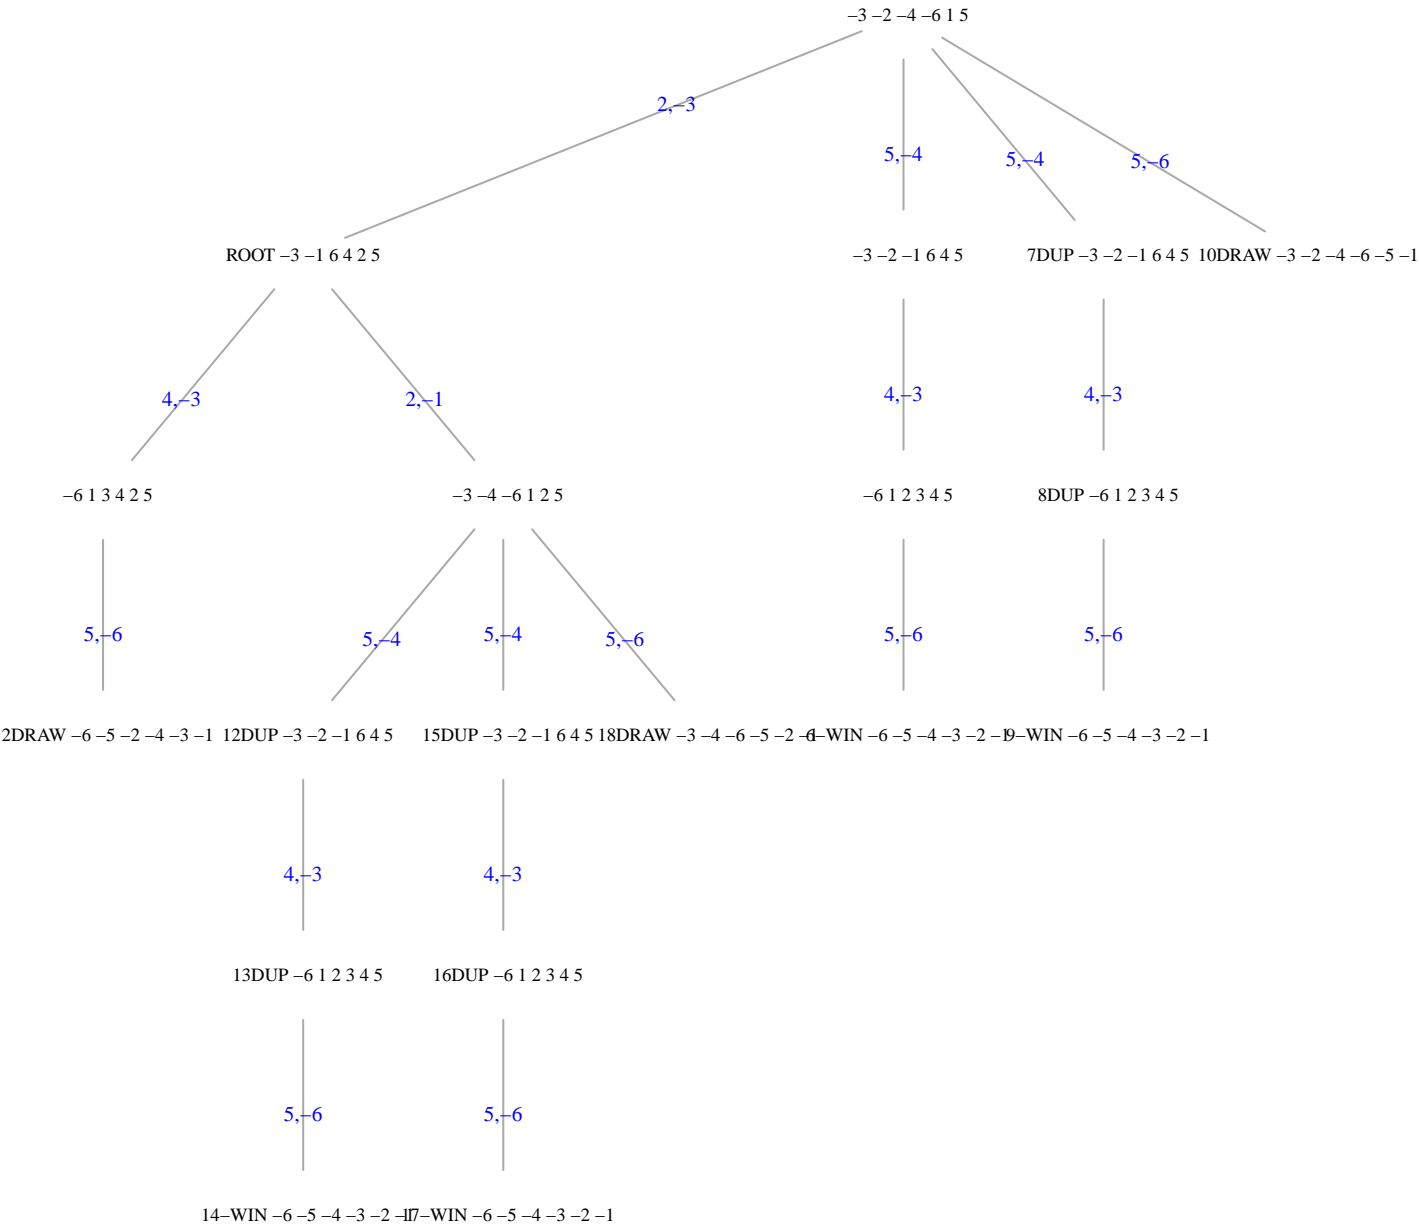 –3 –2 –4 –6 1 5
2,–3
5,–4
5,–4
5,–6
ROOT –3 –1 6 4 2 5
–3 –2 –1 6 4 5
7DUP –3 –2 –1 6 4 5
10DRAW –3 –2 –4 –6 –5 –1
4,–3
2,–1
4,–3
4,–3
–6 1 3 4 2 5
–3 –4 –6 1 2 5
–6 1 2 3 4 5
8DUP –6 1 2 3 4 5
5,–6
5,–4
5,–4
5,–6
5,–6
5,–6
2DRAW –6 –5 –2 –4 –3 –1
12DUP –3 –2 –1 6 4 5
15DUP –3 –2 –1 6 4 5
18DRAW –3 –4 –6 –5 –2
–WIN –6 –5 –4 –3 –2
9–WIN –6 –5 –4 –3 –2 –1
4,–3
4,–3
13DUP –6 1 2 3 4 5
16DUP –6 1 2 3 4 5
5,–6
5,–6
14–WIN –6 –5 –4 –3 –2
17–WIN –6 –5 –4 –3 –2 –1